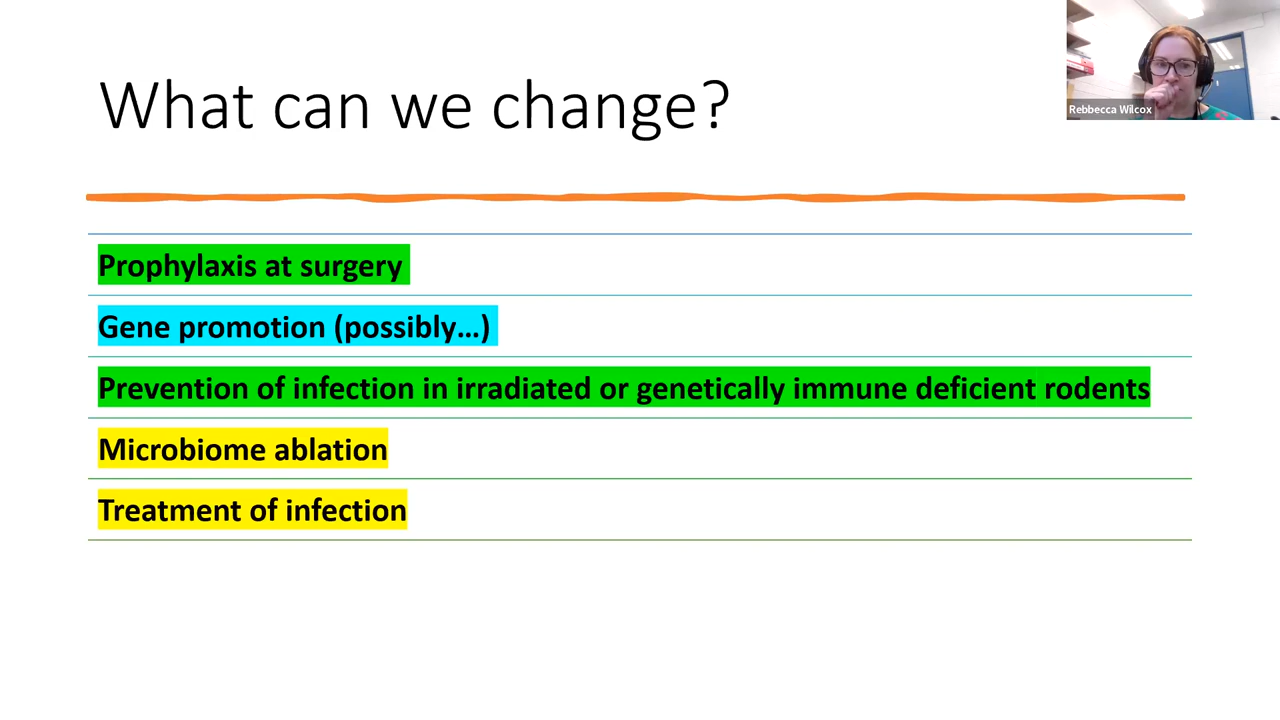 What can we change?
Rebbecca Wilcox
Prophylaxis at surgery
Gene promotion (possibly…)
Prevention of infection in irradiated or genetically immune deficient rodents
Microbiome ablation
Treatment of infection